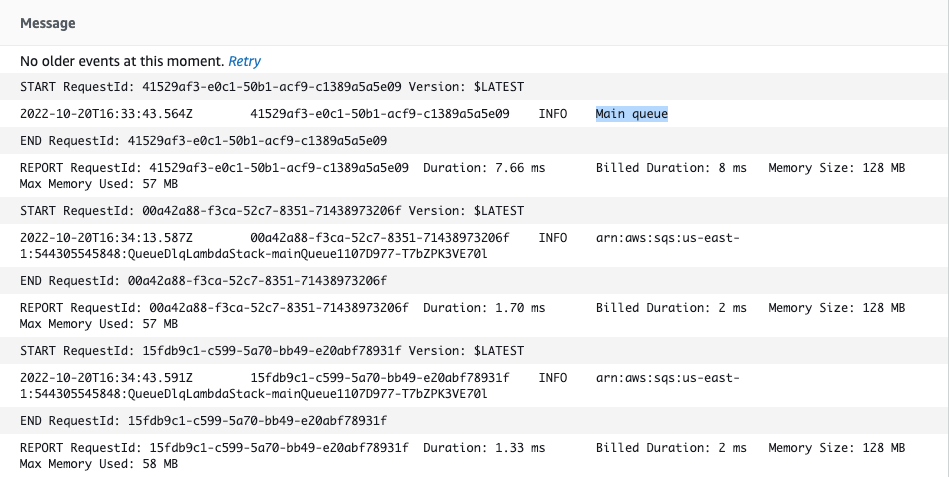 Message
No older events at this moment. Retry
START RequestId: 41529af3-e0c1-50b1-acf9-c1389a5a5e09 Version: $LATEST
2022-10-20T16:33:43.564Z 41529af3-e0c1-50b1-acf9-c1389a5a5e09 INFO Main queue
END RequestId: 41529af3-e0c1-50b1-acf9-c1389a5a5e09
REPORT RequestId: 41529af3-e0c1-50b1-acf9-c1389a5a5e09 Duration: 7.66 ms Billed Duration: 8 ms Memory Size: 128 MB
Max Memory Used: 57 MB
START RequestId: 00a42a88-f3ca-52c7-8351-71438973206f Version: $LATEST
2022-10-20T16:34:13.587Z 00a42a88-f3ca-52c7-8351-71438973206f INFO arn:aws:sqs:us-east-
1:544305545848:QueueDlqLambdaStack-mainQueue1107D977-T7bZPK3VE70l
END RequestId: 00a42a88-f3ca-52c7-8351-71438973206f
REPORT RequestId: 00a42a88-f3ca-52c7-8351-71438973206f Duration: 1.70 ms Billed Duration: 2 ms Memory Size: 128 MB
Max Memory Used: 57 MB
START RequestId: 15fdb9c1-c599-5a70-bb49-e20abf78931f Version: $LATEST
2022-10-20T16:34:43.591Z 15fdb9c1-c599-5a70-bb49-e20abf78931f INFO arn:aws:sqs:us-east-
1:544305545848:QueueDlqLambdaStack-mainQueue1107D977-T7bZPK3VE70l
END RequestId: 15fdb9c1-c599-5a70-bb49-e20abf78931f
REPORT RequestId: 15fdb9c1-c599-5a70-bb49-e20abf78931f Duration: 1.33 ms Billed Duration: 2 ms Memory Size: 128 MB
Max Memory Used: 58 MB